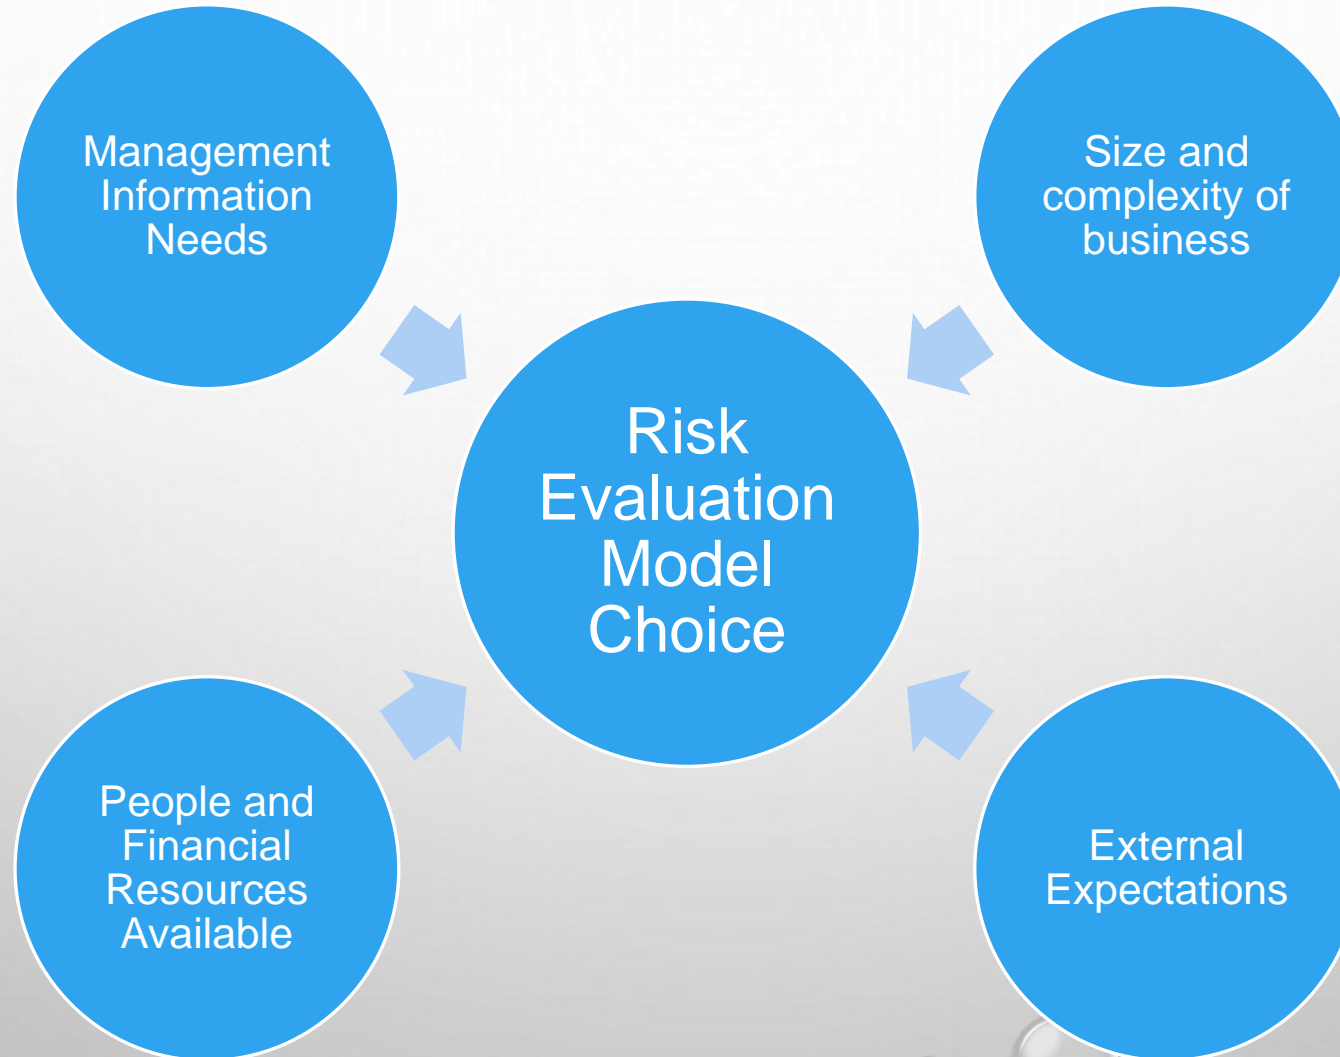 Management
Information
Needs
Size and
complexity of
business
Risk
Evaluation
Model
Choice
People and
Financial
Resources
Available
External
Expectations